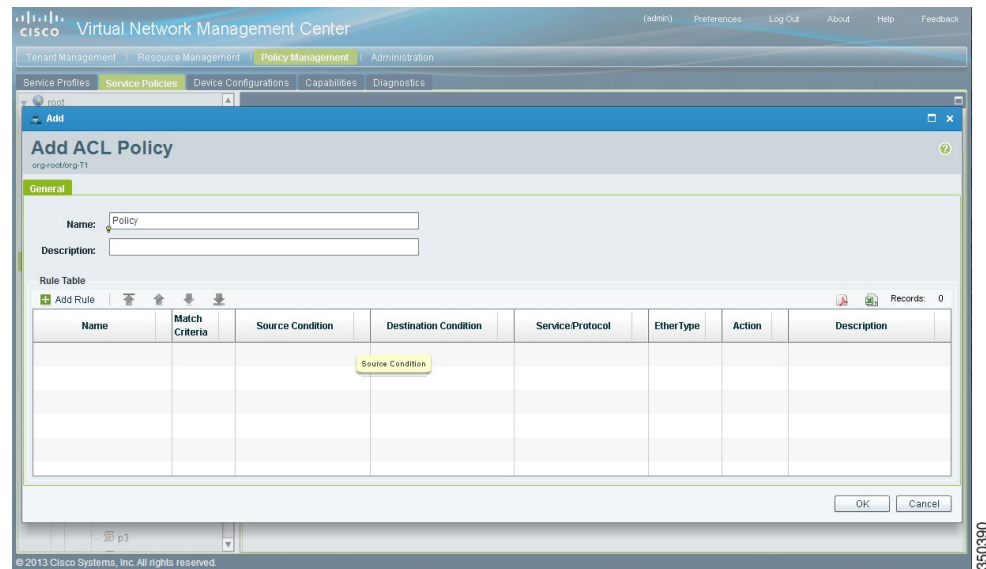 cisco Virtual Network Management Center
(admin) Preferences Log Out About Help Feedback
Tenant Management | Resource Management | Policy Management | Administration
Service Profiles Service Policies Device Configurations Capabilities Diagnostics
root
Add
Add ACL Policy
org-root/org-T1
General
Name: Policy
Description:
Rule Table
Add Rule
Records: 0
Name Match Criteria Source Condition Destination Condition Service/Protocol EtherType Action Description
Source Condition
OK Cancel
p3
© 2013 Cisco Systems, Inc. All rights reserved.
350390